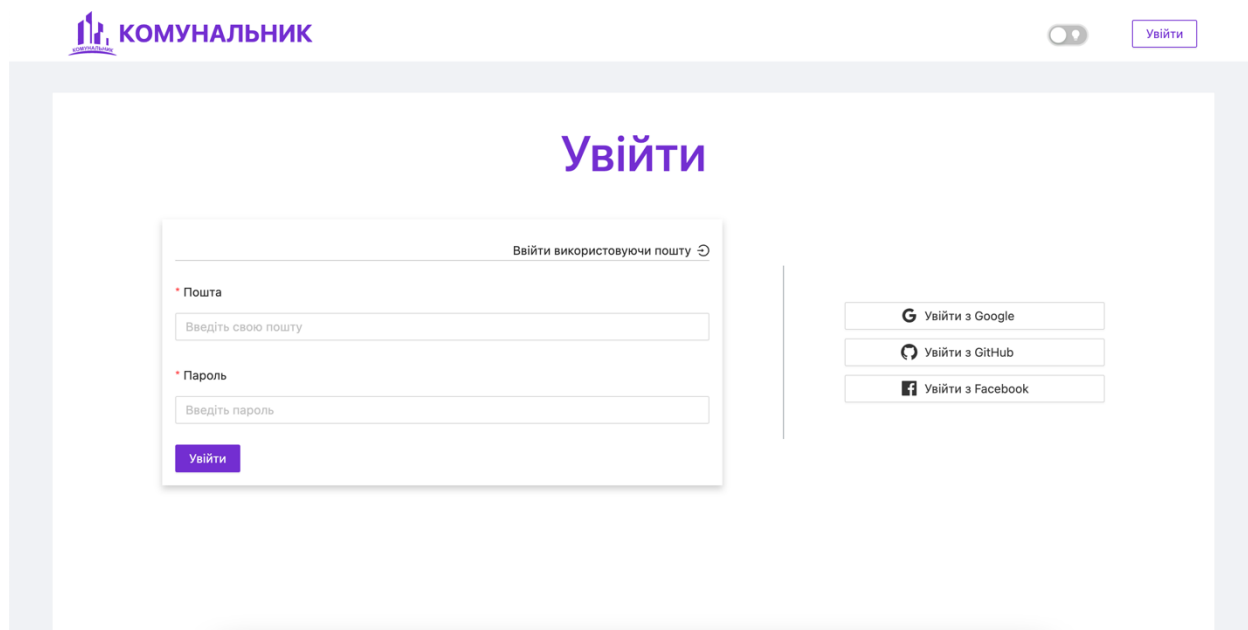 КОМУНАЛЬНИК
КОМУНАЛЬНИК
Увійти
Увійти
Ввійти використовуючи пошту
* Пошта
Введіть свою пошту
* Пароль
Введіть пароль
Увійти
Увійти з Google
Увійти з GitHub
Увійти з Facebook